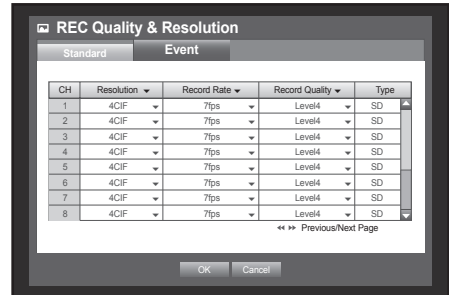 REC Quality & Resolution
Standard Event
CH Resolution Record Rate Record Quality Type
1 4CIF 7fps Level4 SD
2 4CIF 7fps Level4 SD
3 4CIF 7fps Level4 SD
4 4CIF 7fps Level4 SD
5 4CIF 7fps Level4 SD
6 4CIF 7fps Level4 SD
7 4CIF 7fps Level4 SD
8 4CIF 7fps Level4 SD
Previous/Next Page
OK Cancel